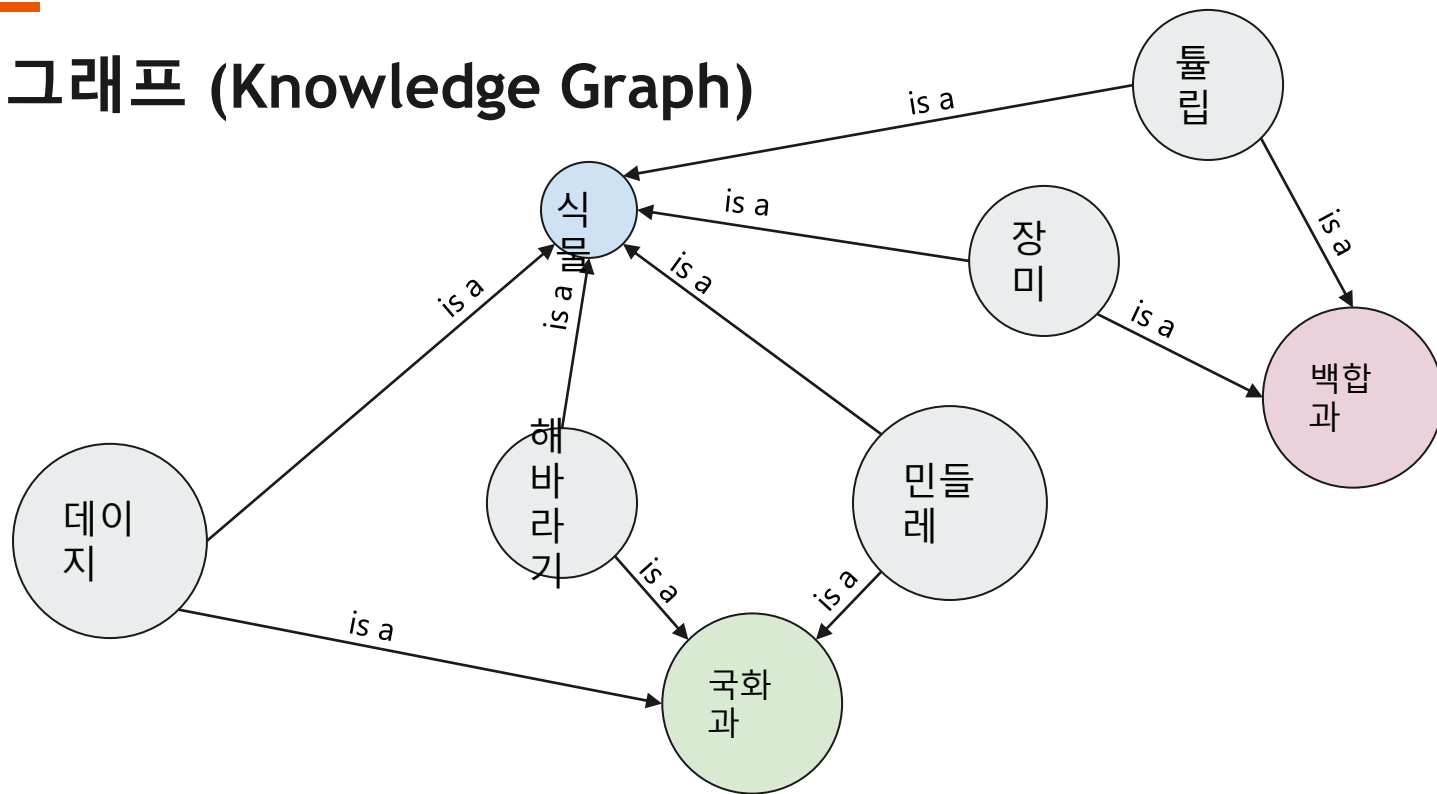 그래프 (Knowledge Graph)
튤
립
is a
식
물
is a
장
미
is a
is a
is a
is a
is a
백합
과
해
바
라
기
민들
레
데이
지
is a
is a
is a
국화
과